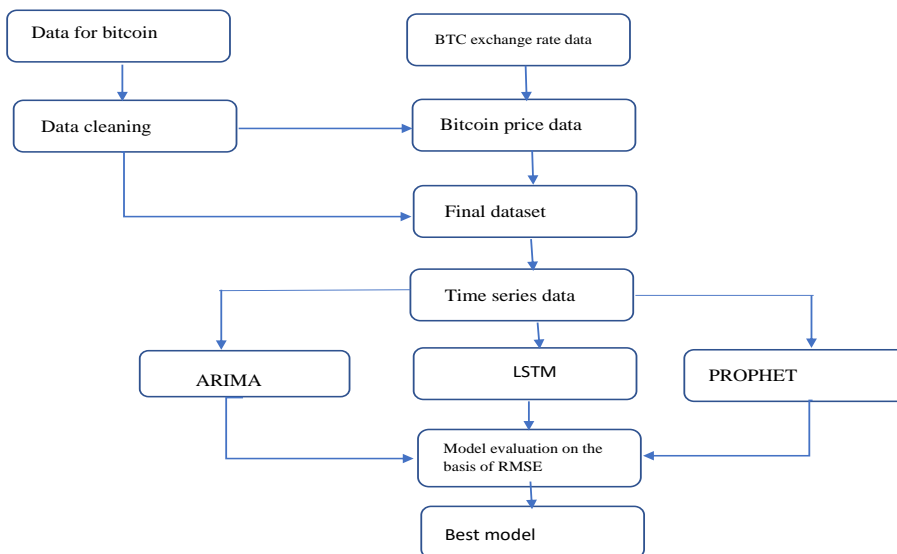 Data for bitcoin
BTC exchange rate data
Data cleaning
Bitcoin price data
Final dataset
Time series data
ARIMA
LSTM
PROPHET
Model evaluation on the
basis of RMSE
Best model